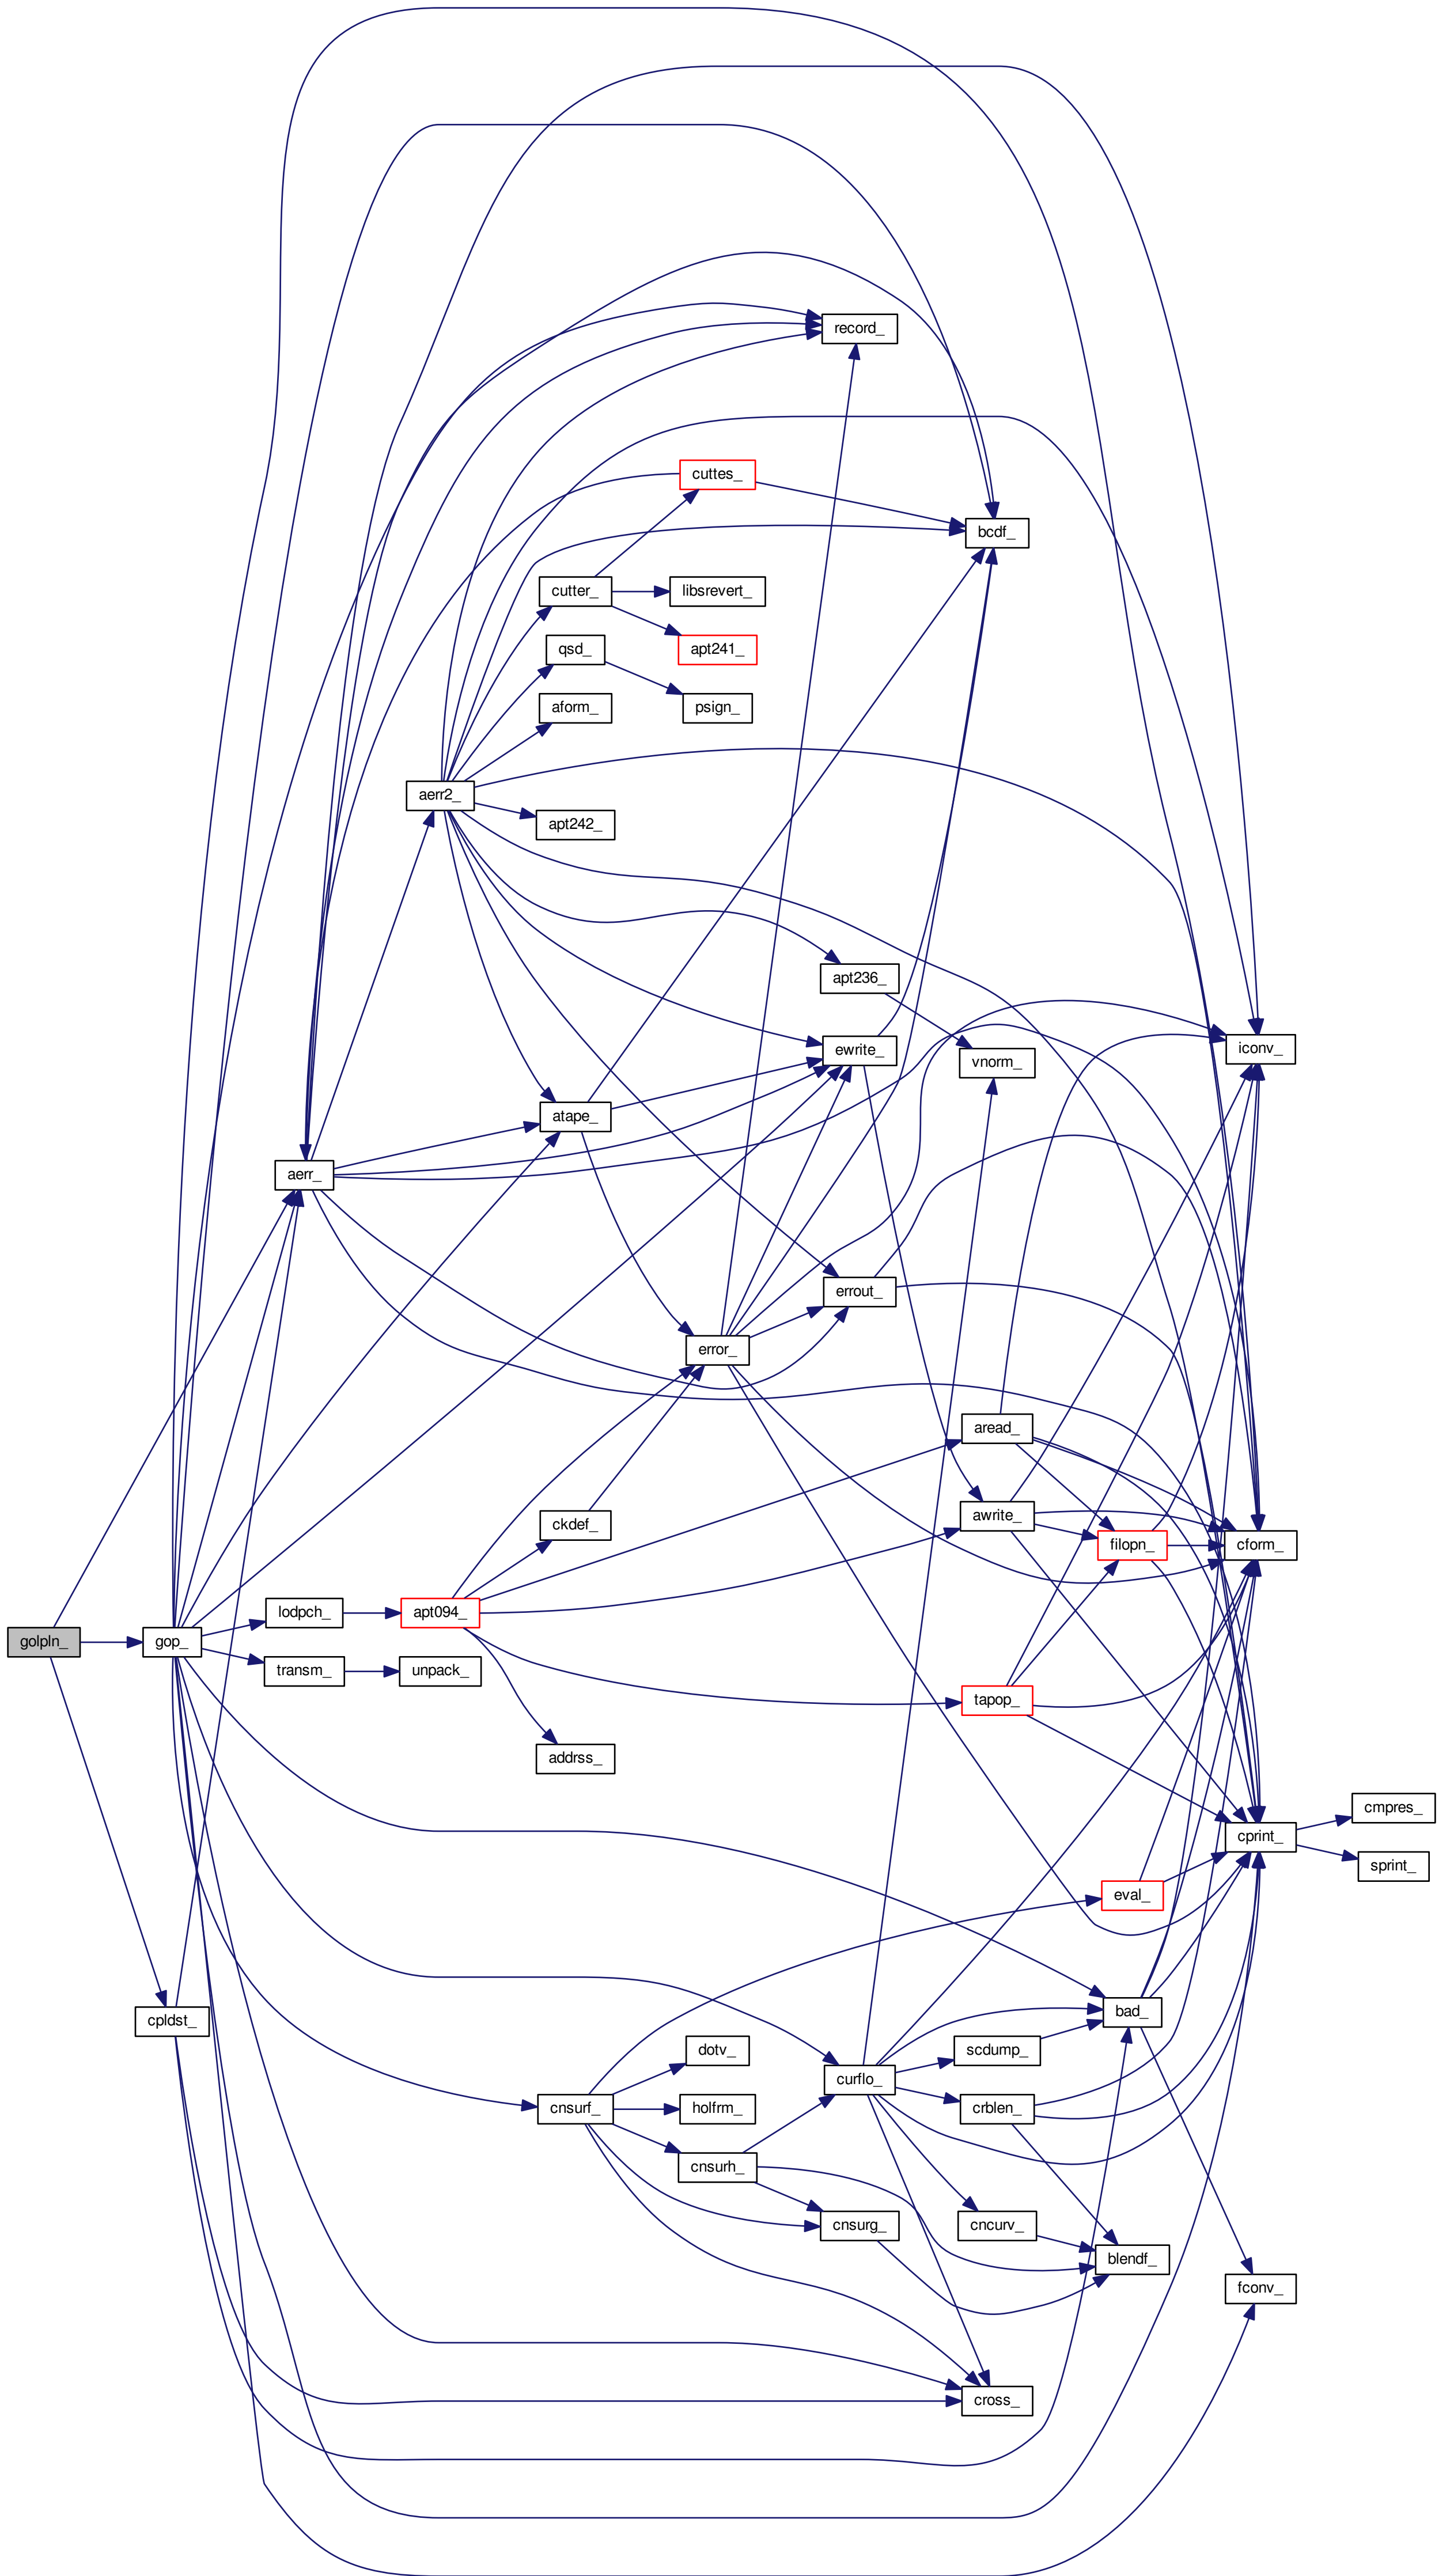 record_
cuttes_
bcdf_
cutter_
libsrevert_
qsd_
apt241_
aform_
psign_
aerr2_
apt242_
apt236_
ewrite_
iconv_
vnorm_
atape_
aerr_
errout_
error_
aread_
awrite_
ckdef_
filopn_
cform_
lodpch_
apt094_
golpln_
gop_
transm_
unpack_
tapop_
addrss_
cmpres_
cprint_
sprint_
eval_
bad_
cpldst_
dotv_
scdump_
curflo_
cnsurf_
holfrm_
crblen_
cnsurh_
cnsurg_
cncurv_
blendf_
fconv_
cross_